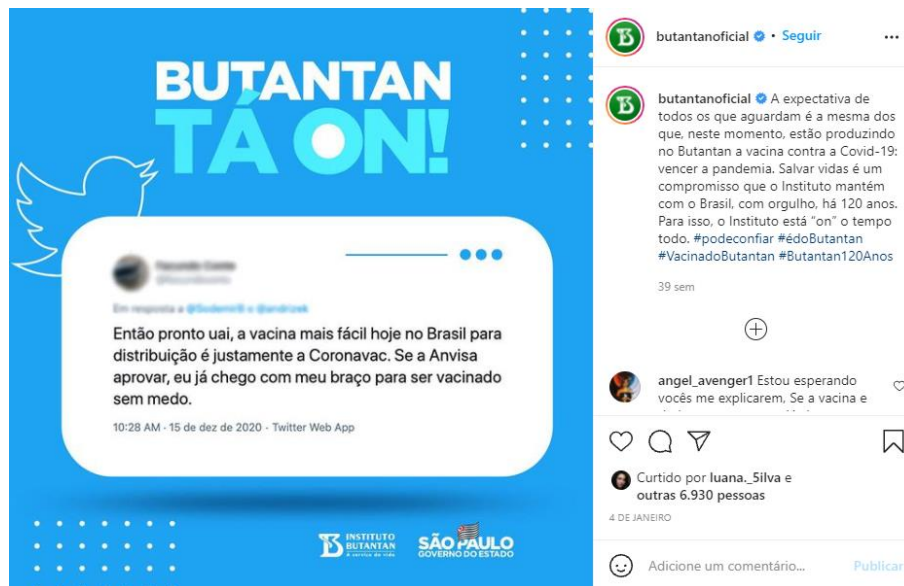 BUTANTAN
TÁ ON!
Em resposta a
Então pronto uai, a vacina mais fácil hoje no Brasil para
distribuição é justamente a Coronavac. Se a Anvisa
aprovar, eu já chego com meu braço para ser vacinado
sem medo.
10:28 AM · 15 de dez de 2020 · Twitter Web App
INSTITUTO
BUTANTAN
A serviço da vida
SÃO PAULO
GOVERNO DO ESTADO
butantanoficial • Seguir
butantanoficial A expectativa de
todos os que aguardam é a mesma dos
que, neste momento, estão produzindo
no Butantan a vacina contra a Covid-19:
vencer a pandemia. Salvar vidas é um
compromisso que o Instituto mantém
com o Brasil, com orgulho, há 120 anos.
Para isso, o Instituto está “on” o tempo
todo. #podeconfiar #édoButantan
#VacinadoButantan #Butantan120Anos
39 sem
angel_avenger1 Estou esperando
vocês me explicarem, Se a vacina e
Curtido por luana._5ilva e
outras 6.930 pessoas
4 DE JANEIRO
Adicione um comentário... Publicar